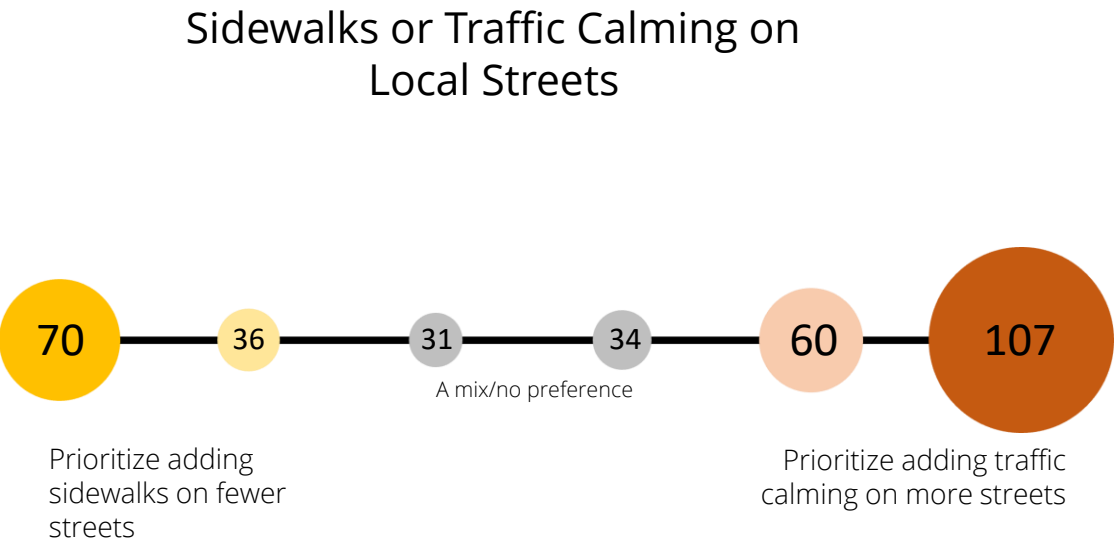 Sidewalks or Traffic Calming on
Local Streets
70
36
31
34
60
107
A mix/no preference
Prioritize adding
sidewalks on fewer
streets
Prioritize adding traffic
calming on more streets